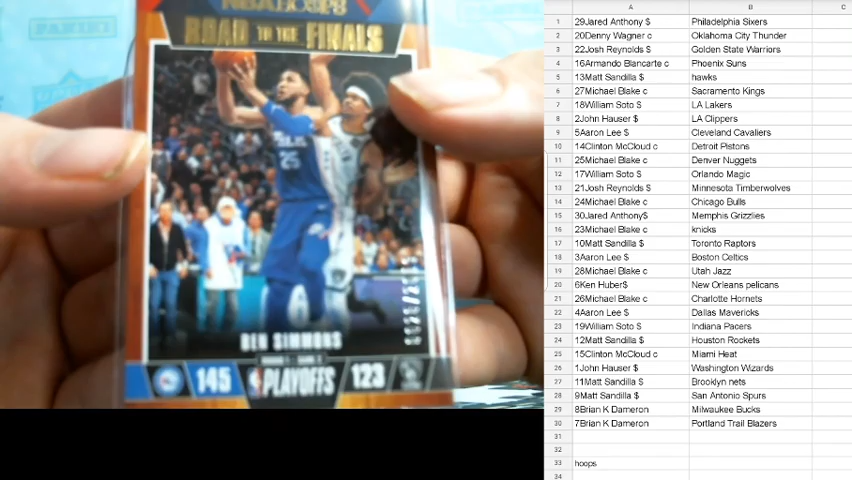 PANINI
NBA HOOPS
ROAD TO THE FINALS
25
BEN SIMMONS
145
PLAYOFFS
123
A B C
1 29Jared Anthony $ Philadelphia Sixers
2 20Denny Wagner c Oklahoma City Thunder
3 22Josh Reynolds $ Golden State Warriors
4 16Armando Blancarte c Phoenix Suns
5 13Matt Sandilla $ hawks
6 27Michael Blake c Sacramento Kings
7 18William Soto $ LA Lakers
8 2John Hauser $ LA Clippers
9 5Aaron Lee $ Cleveland Cavaliers
10 14Clinton McCloud c Detroit Pistons
11 25Michael Blake c Denver Nuggets
12 17William Soto $ Orlando Magic
13 21Josh Reynolds $ Minnesota Timberwolves
14 24Michael Blake c Chicago Bulls
15 30Jared Anthony$ Memphis Grizzlies
16 23Michael Blake c knicks
17 10Matt Sandilla $ Toronto Raptors
18 3Aaron Lee $ Boston Celtics
19 28Michael Blake c Utah Jazz
20 6Ken Huber$ New Orleans pelicans
21 26Michael Blake c Charlotte Hornets
22 4Aaron Lee $ Dallas Mavericks
23 19William Soto $ Indiana Pacers
24 12Matt Sandilla $ Houston Rockets
25 15Clinton McCloud c Miami Heat
26 1John Hauser $ Washington Wizards
27 11Matt Sandilla $ Brooklyn nets
28 9Matt Sandilla $ San Antonio Spurs
29 8Brian K Dameron Milwaukee Bucks
30 7Brian K Dameron Portland Trail Blazers
31
32
33 hoops
34